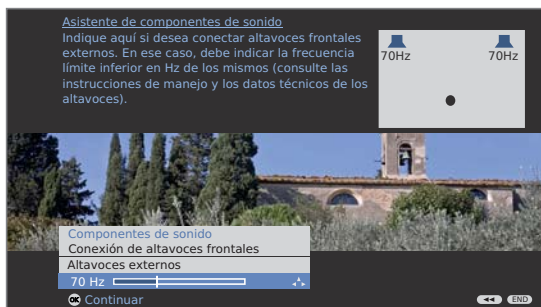 Asistente de componentes de sonido
Indique aquí si desea conectar altavoces frontales
externos. En ese caso, debe indicar la frecuencia
límite inferior en Hz de los mismos (consulte las
instrucciones de manejo y los datos técnicos de los
altavoces).
70Hz 70Hz
Componentes de sonido
Conexión de altavoces frontales
Altavoces externos
70 Hz
OK Continuar
END